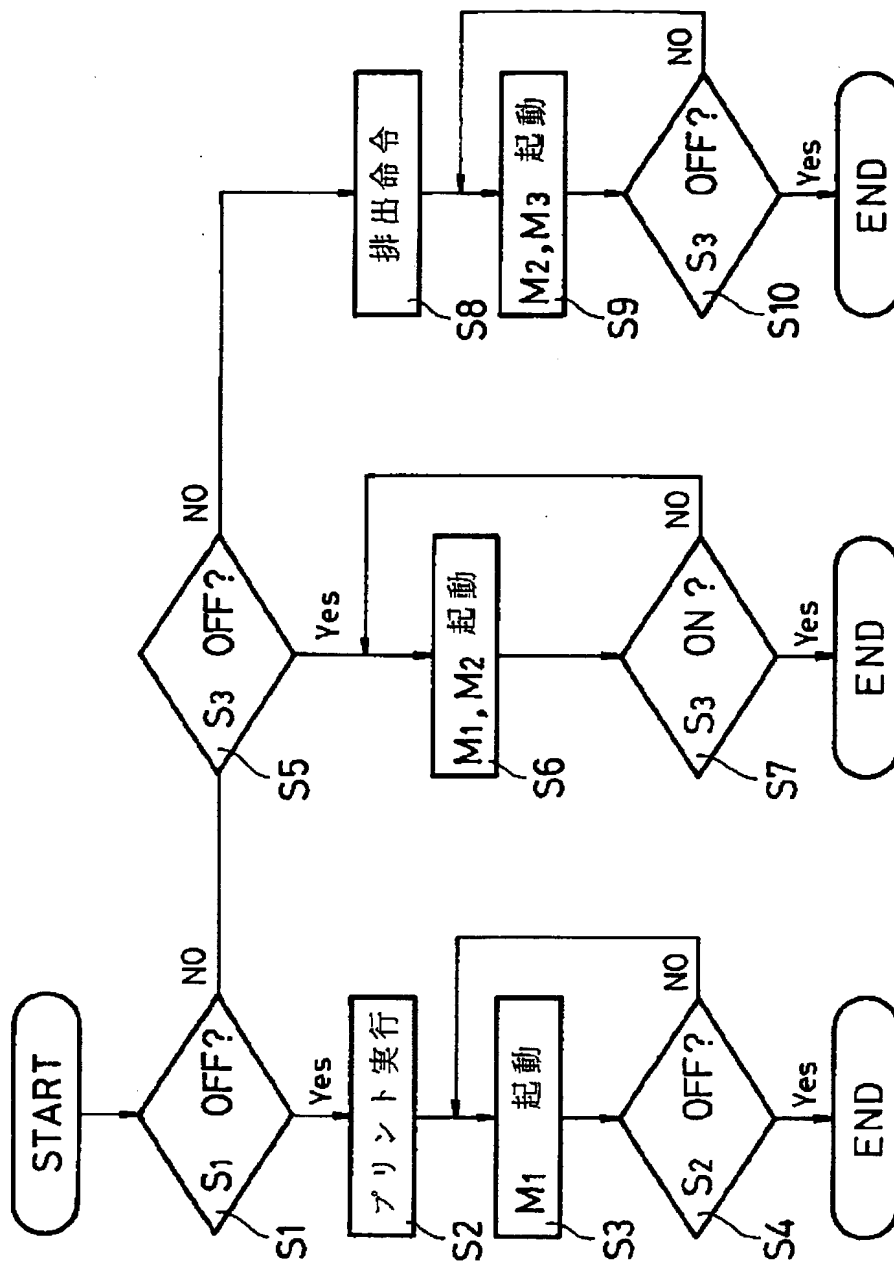 START
S1 OFF?
S1
NO
Yes
プリント実行
S2
M1 起動
S3
S2 OFF?
S4
NO
Yes
END
S3 OFF?
S5
NO
Yes
M1,M2 起動
S6
S3 ON?
S7
NO
Yes
END
排出命令
S8
M2,M3 起動
S9
S3 OFF?
S10
NO
Yes
END